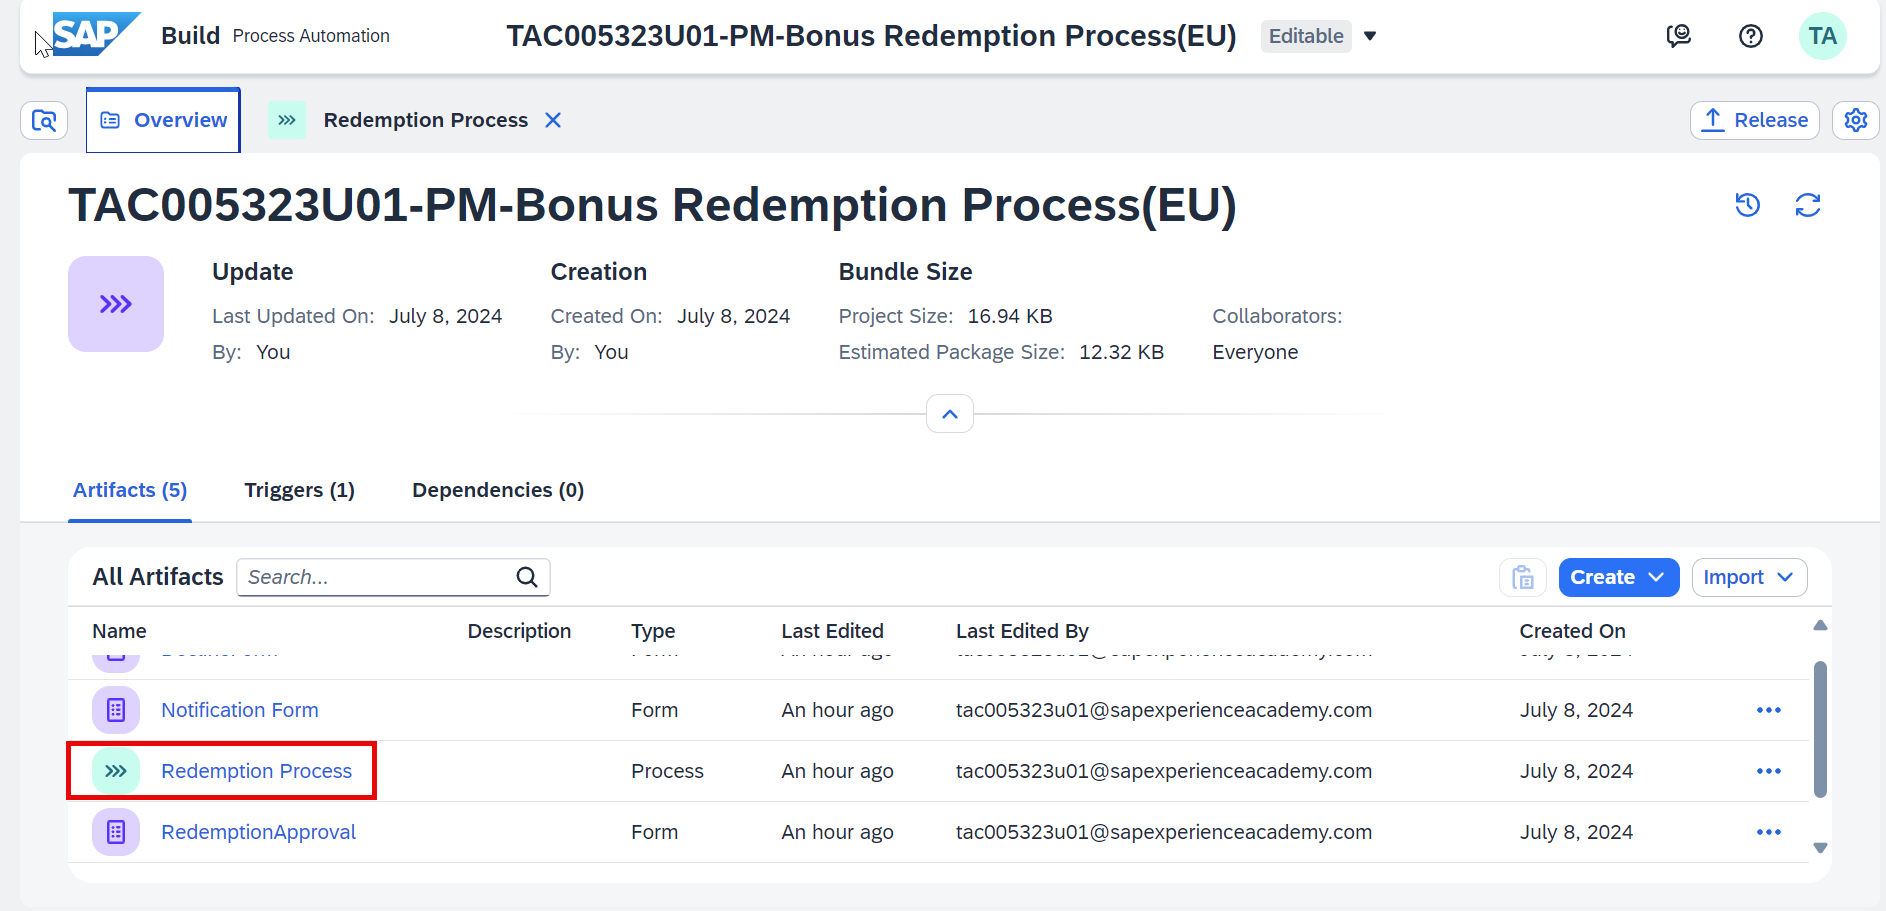 SAP Build Process Automation TAC005323U01-PM-Bonus Redemption Process(EU) Editable TA
Overview Redemption Process Release
TAC005323U01-PM-Bonus Redemption Process(EU)
Update Creation Bundle Size
Last Updated On: July 8, 2024 Created On: July 8, 2024 Project Size: 16.94 KB Collaborators:
By: You By: You Estimated Package Size: 12.32 KB Everyone
Artifacts (5) Triggers (1) Dependencies (0)
All Artifacts Search... Create Import
Name Description Type Last Edited Last Edited By Created On
Notification Form Form An hour ago tac005323u01@sapexperienceacademy.com July 8, 2024
Redemption Process Process An hour ago tac005323u01@sapexperienceacademy.com July 8, 2024
RedemptionApproval Form An hour ago tac005323u01@sapexperienceacademy.com July 8, 2024